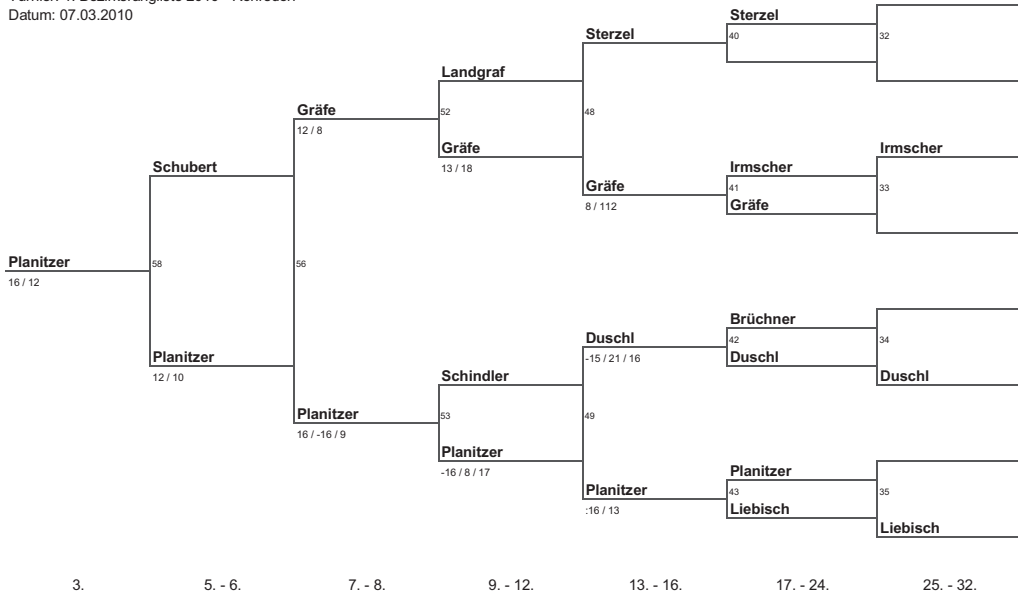 Datum: 07.03.2010
Sterzel
40
32
Sterzel
Landgraf
52
48
Gräfe
12 / 8
Gräfe
13 / 18
Irmscher
Irmscher
41
33
Gräfe
Gräfe
8 / 112
Schubert
Planitzer
16 / 12
58
56
Planitzer
12 / 10
Brüchner
42
34
Duschl
Duschl
Duschl
-15 / 21 / 16
Schindler
53
49
Planitzer
16 / -16 / 9
Planitzer
-16 / 8 / 17
Planitzer
43
35
Liebisch
Liebisch
Planitzer
:16 / 13
3. 5. - 6. 7. - 8. 9. - 12. 13. - 16. 17. - 24. 25. - 32.